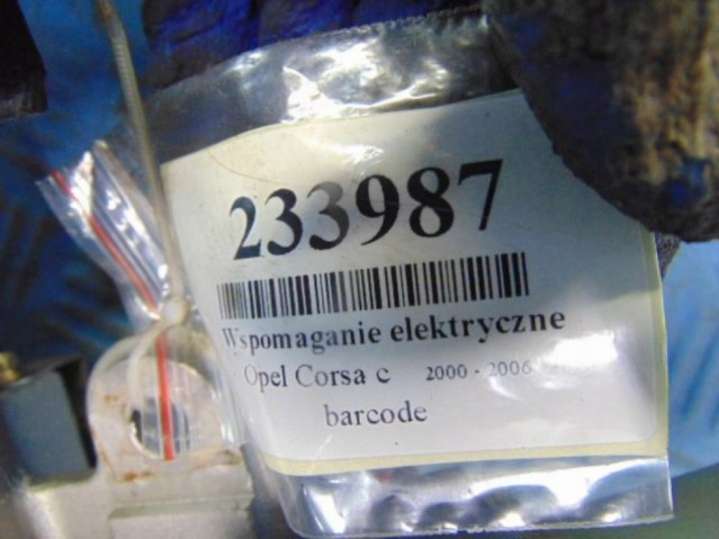 233987
Wspomaganie elektryczne
Opel Corsa c 2000 - 2006
barcode